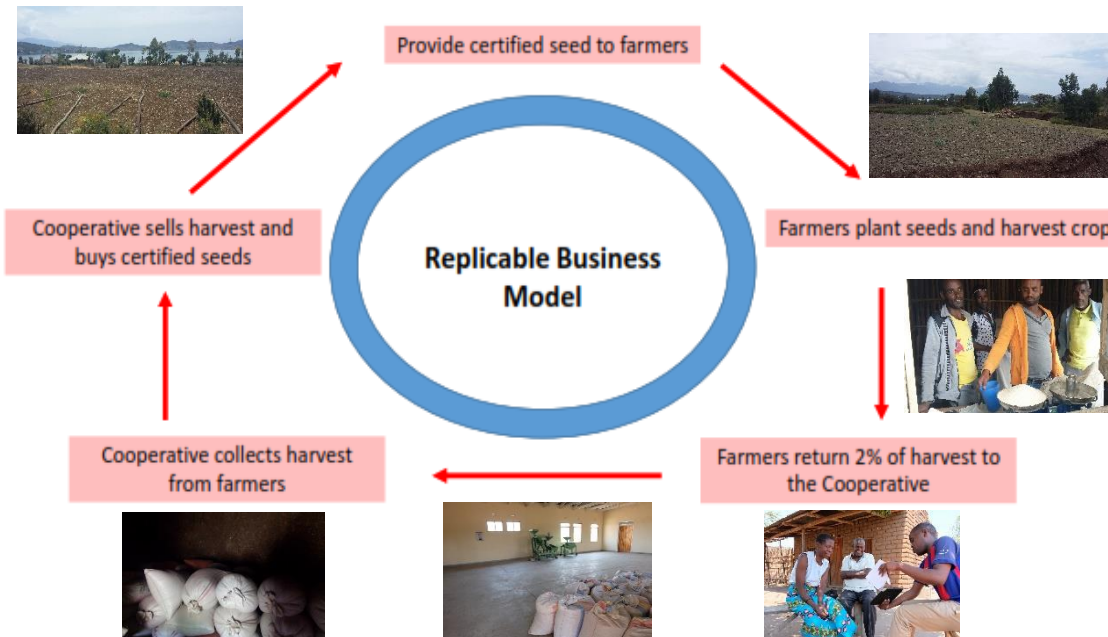 Provide certified seed to farmers
Farmers plant seeds and harvest crop
Farmers return 2% of harvest to
the Cooperative
Cooperative collects harvest
from farmers
Cooperative sells harvest and
buys certified seeds
Replicable Business
Model